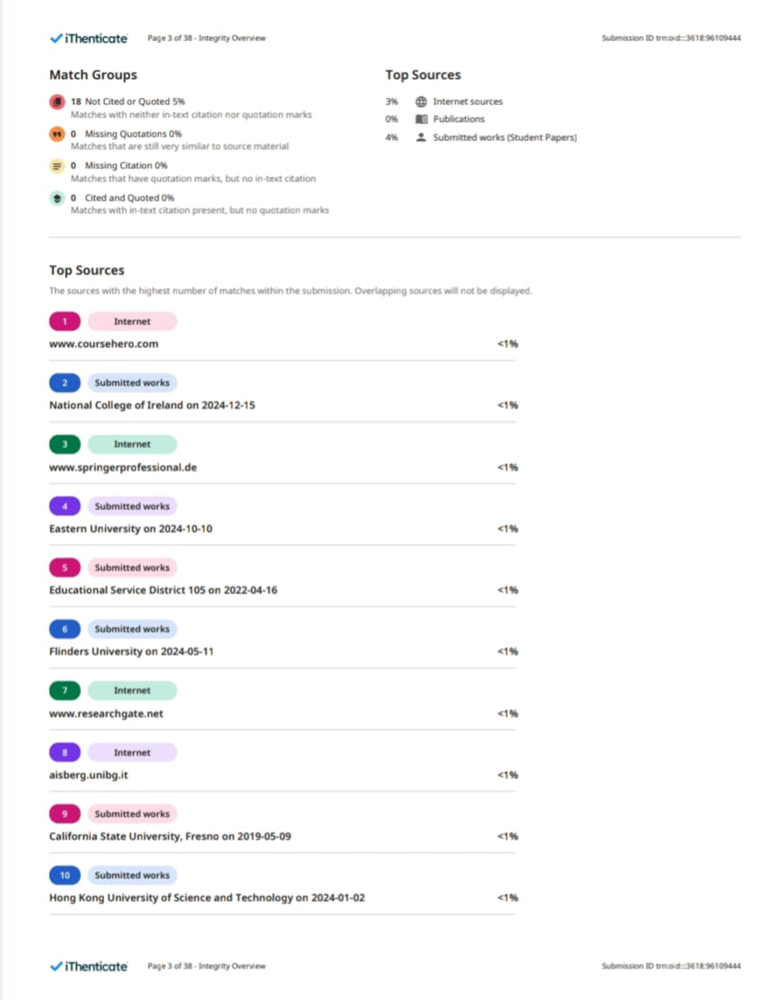 iThenticate Page 3 of 38 - Integrity Overview Submission ID trn:oid:::3618:96109444
Match Groups
18 Not Cited or Quoted 5%
Matches with neither in-text citation nor quotation marks
0 Missing Quotations 0%
Matches that are still very similar to source material
0 Missing Citation 0%
Matches that have quotation marks, but no in-text citation
0 Cited and Quoted 0%
Matches with in-text citation present, but no quotation marks
Top Sources
3% Internet sources
0% Publications
4% Submitted works (Student Papers)
Top Sources
The sources with the highest number of matches within the submission. Overlapping sources will not be displayed.
1 Internet
www.coursehero.com <1%
2 Submitted works
National College of Ireland on 2024-12-15 <1%
3 Internet
www.springerprofessional.de <1%
4 Submitted works
Eastern University on 2024-10-10 <1%
5 Submitted works
Educational Service District 105 on 2022-04-16 <1%
6 Submitted works
Flinders University on 2024-05-11 <1%
7 Internet
www.researchgate.net <1%
8 Internet
aisberg.unibg.it <1%
9 Submitted works
California State University, Fresno on 2019-05-09 <1%
10 Submitted works
Hong Kong University of Science and Technology on 2024-01-02 <1%
iThenticate Page 3 of 38 - Integrity Overview Submission ID trn:oid:::3618:96109444